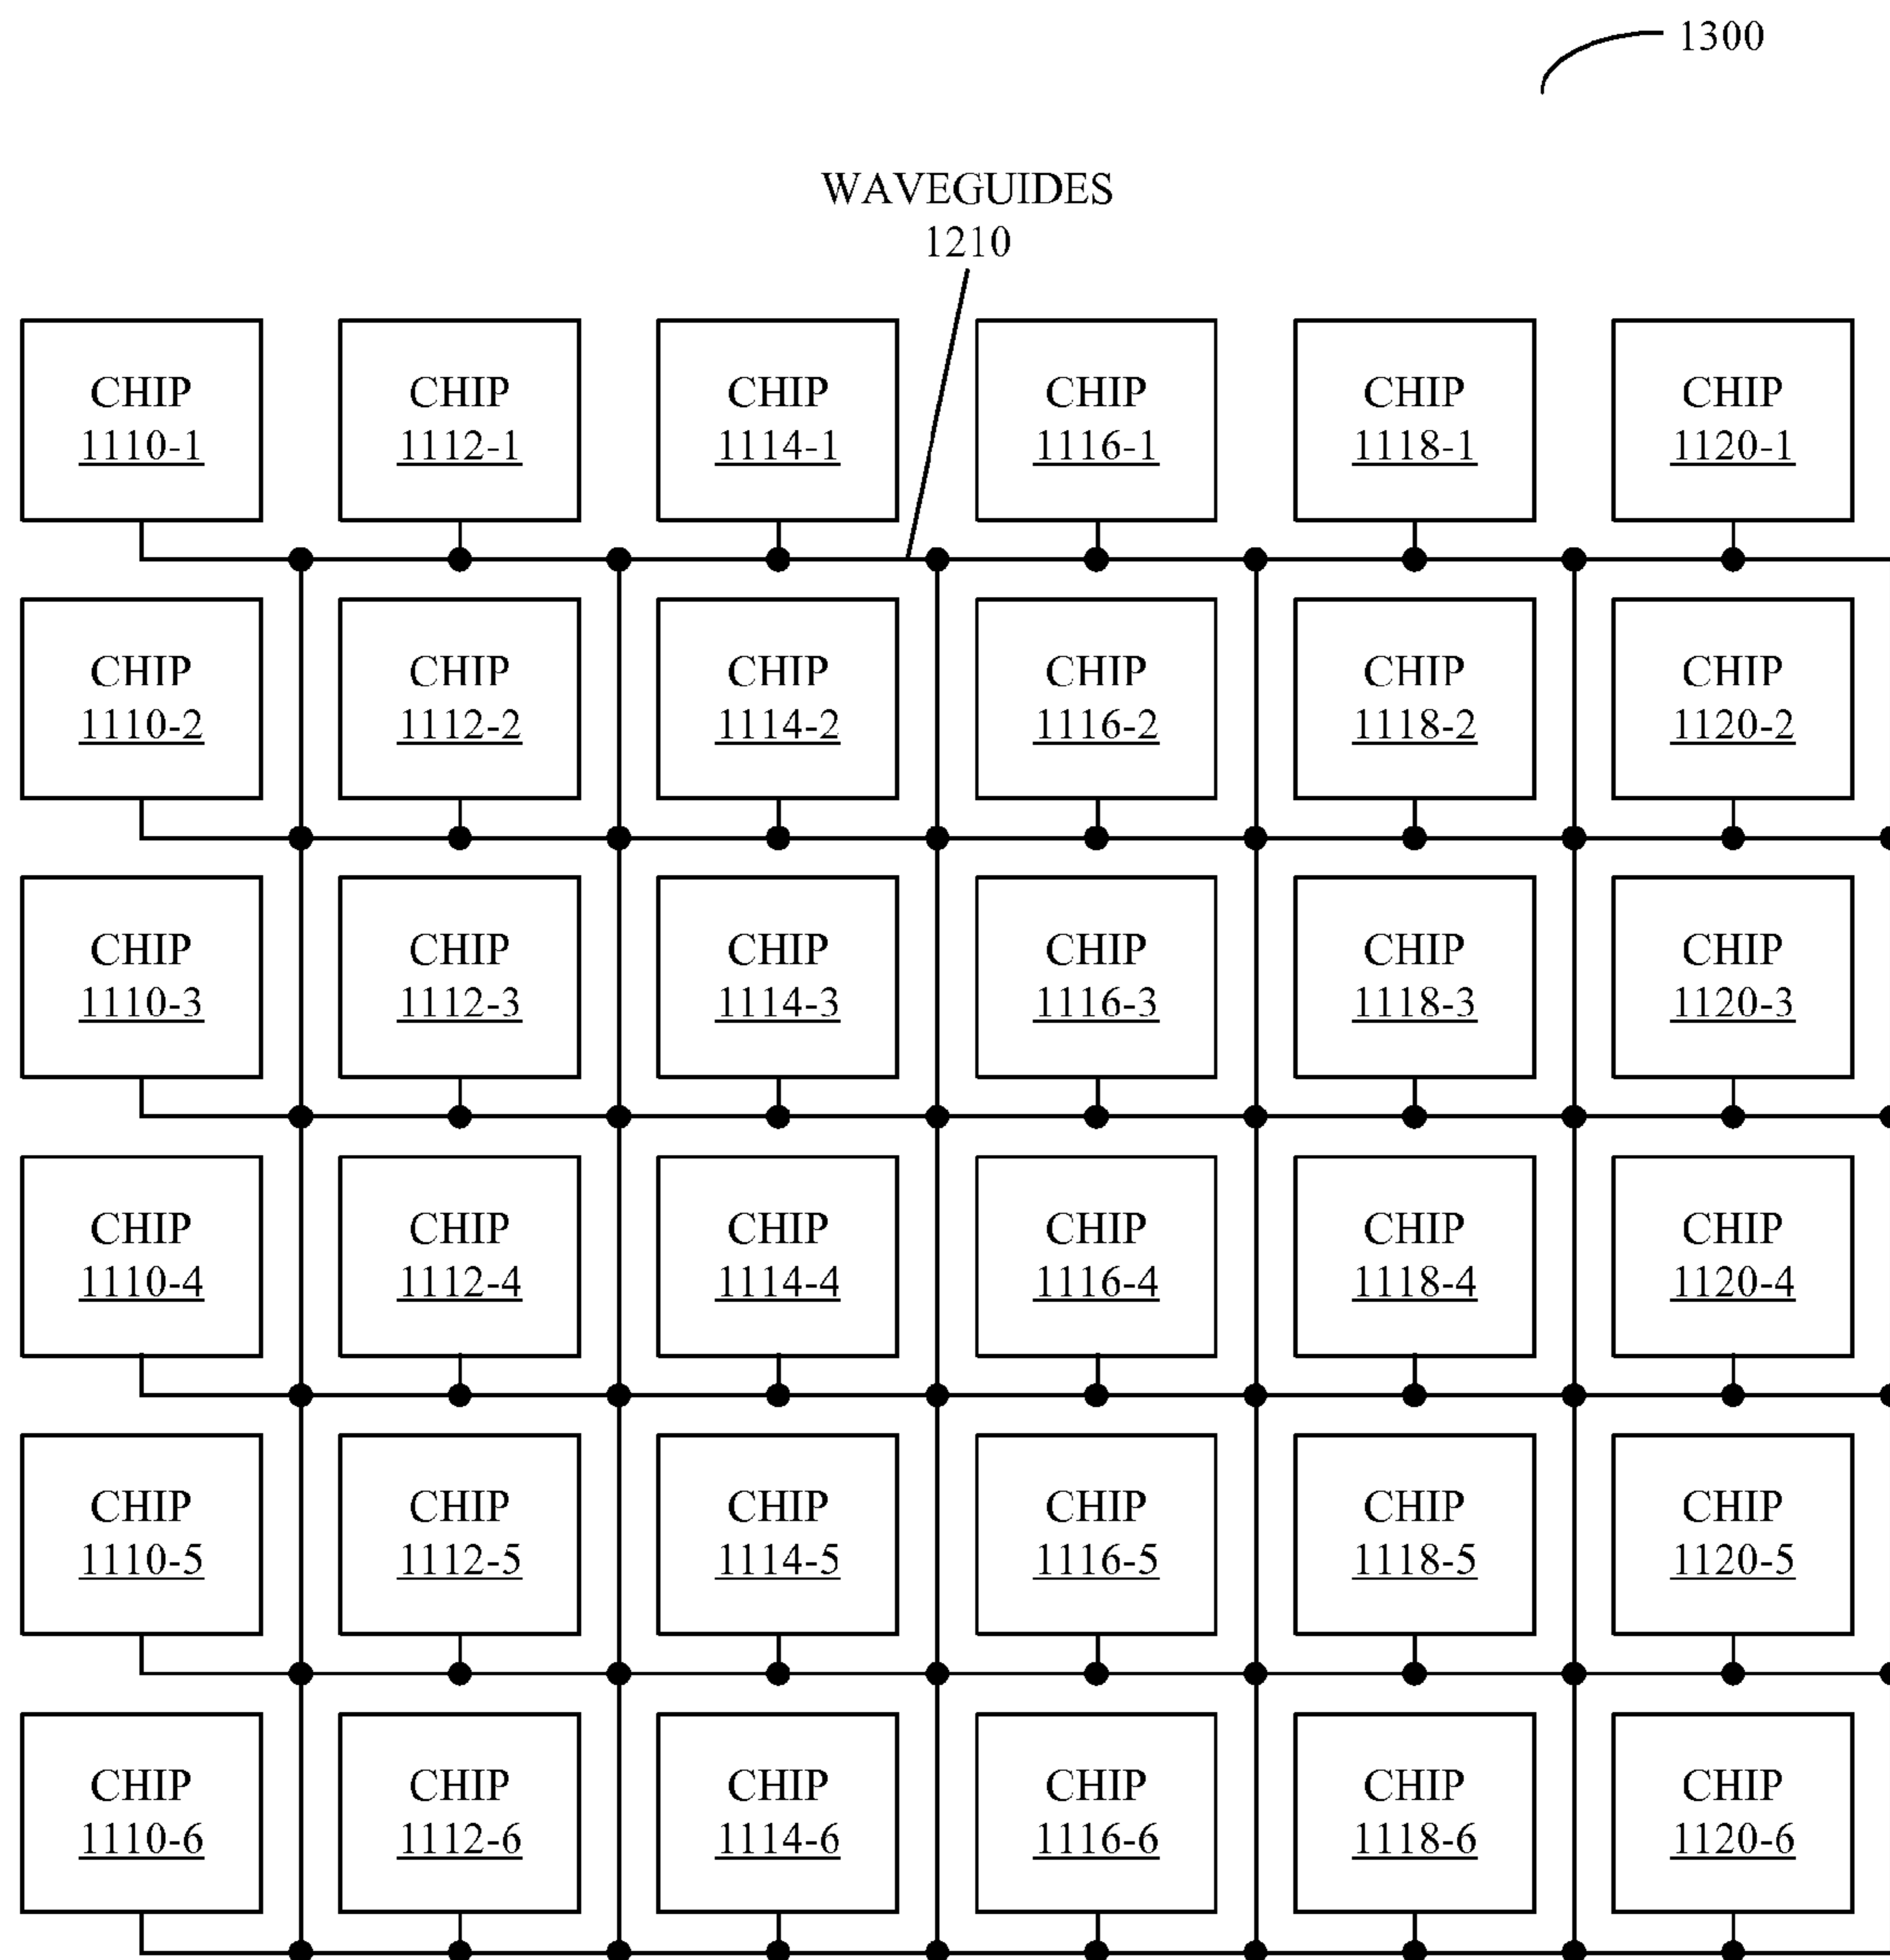 1300
WAVEGUIDES
1210
CHIP
1110-1
CHIP
1112-1
CHIP
1114-1
CHIP
1116-1
CHIP
1118-1
CHIP
1120-1
CHIP
1110-2
CHIP
1112-2
CHIP
1114-2
CHIP
1116-2
CHIP
1118-2
CHIP
1120-2
CHIP
1110-3
CHIP
1112-3
CHIP
1114-3
CHIP
1116-3
CHIP
1118-3
CHIP
1120-3
CHIP
1110-4
CHIP
1112-4
CHIP
1114-4
CHIP
1116-4
CHIP
1118-4
CHIP
1120-4
CHIP
1110-5
CHIP
1112-5
CHIP
1114-5
CHIP
1116-5
CHIP
1118-5
CHIP
1120-5
CHIP
1110-6
CHIP
1112-6
CHIP
1114-6
CHIP
1116-6
CHIP
1118-6
CHIP
1120-6